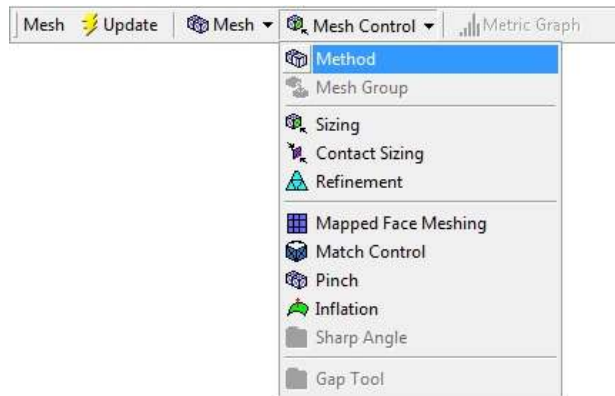 Mesh Update Mesh Mesh Control Metric Graph
Method
Mesh Group
Sizing
Contact Sizing
Refinement
Mapped Face Meshing
Match Control
Pinch
Inflation
Sharp Angle
Gap Tool